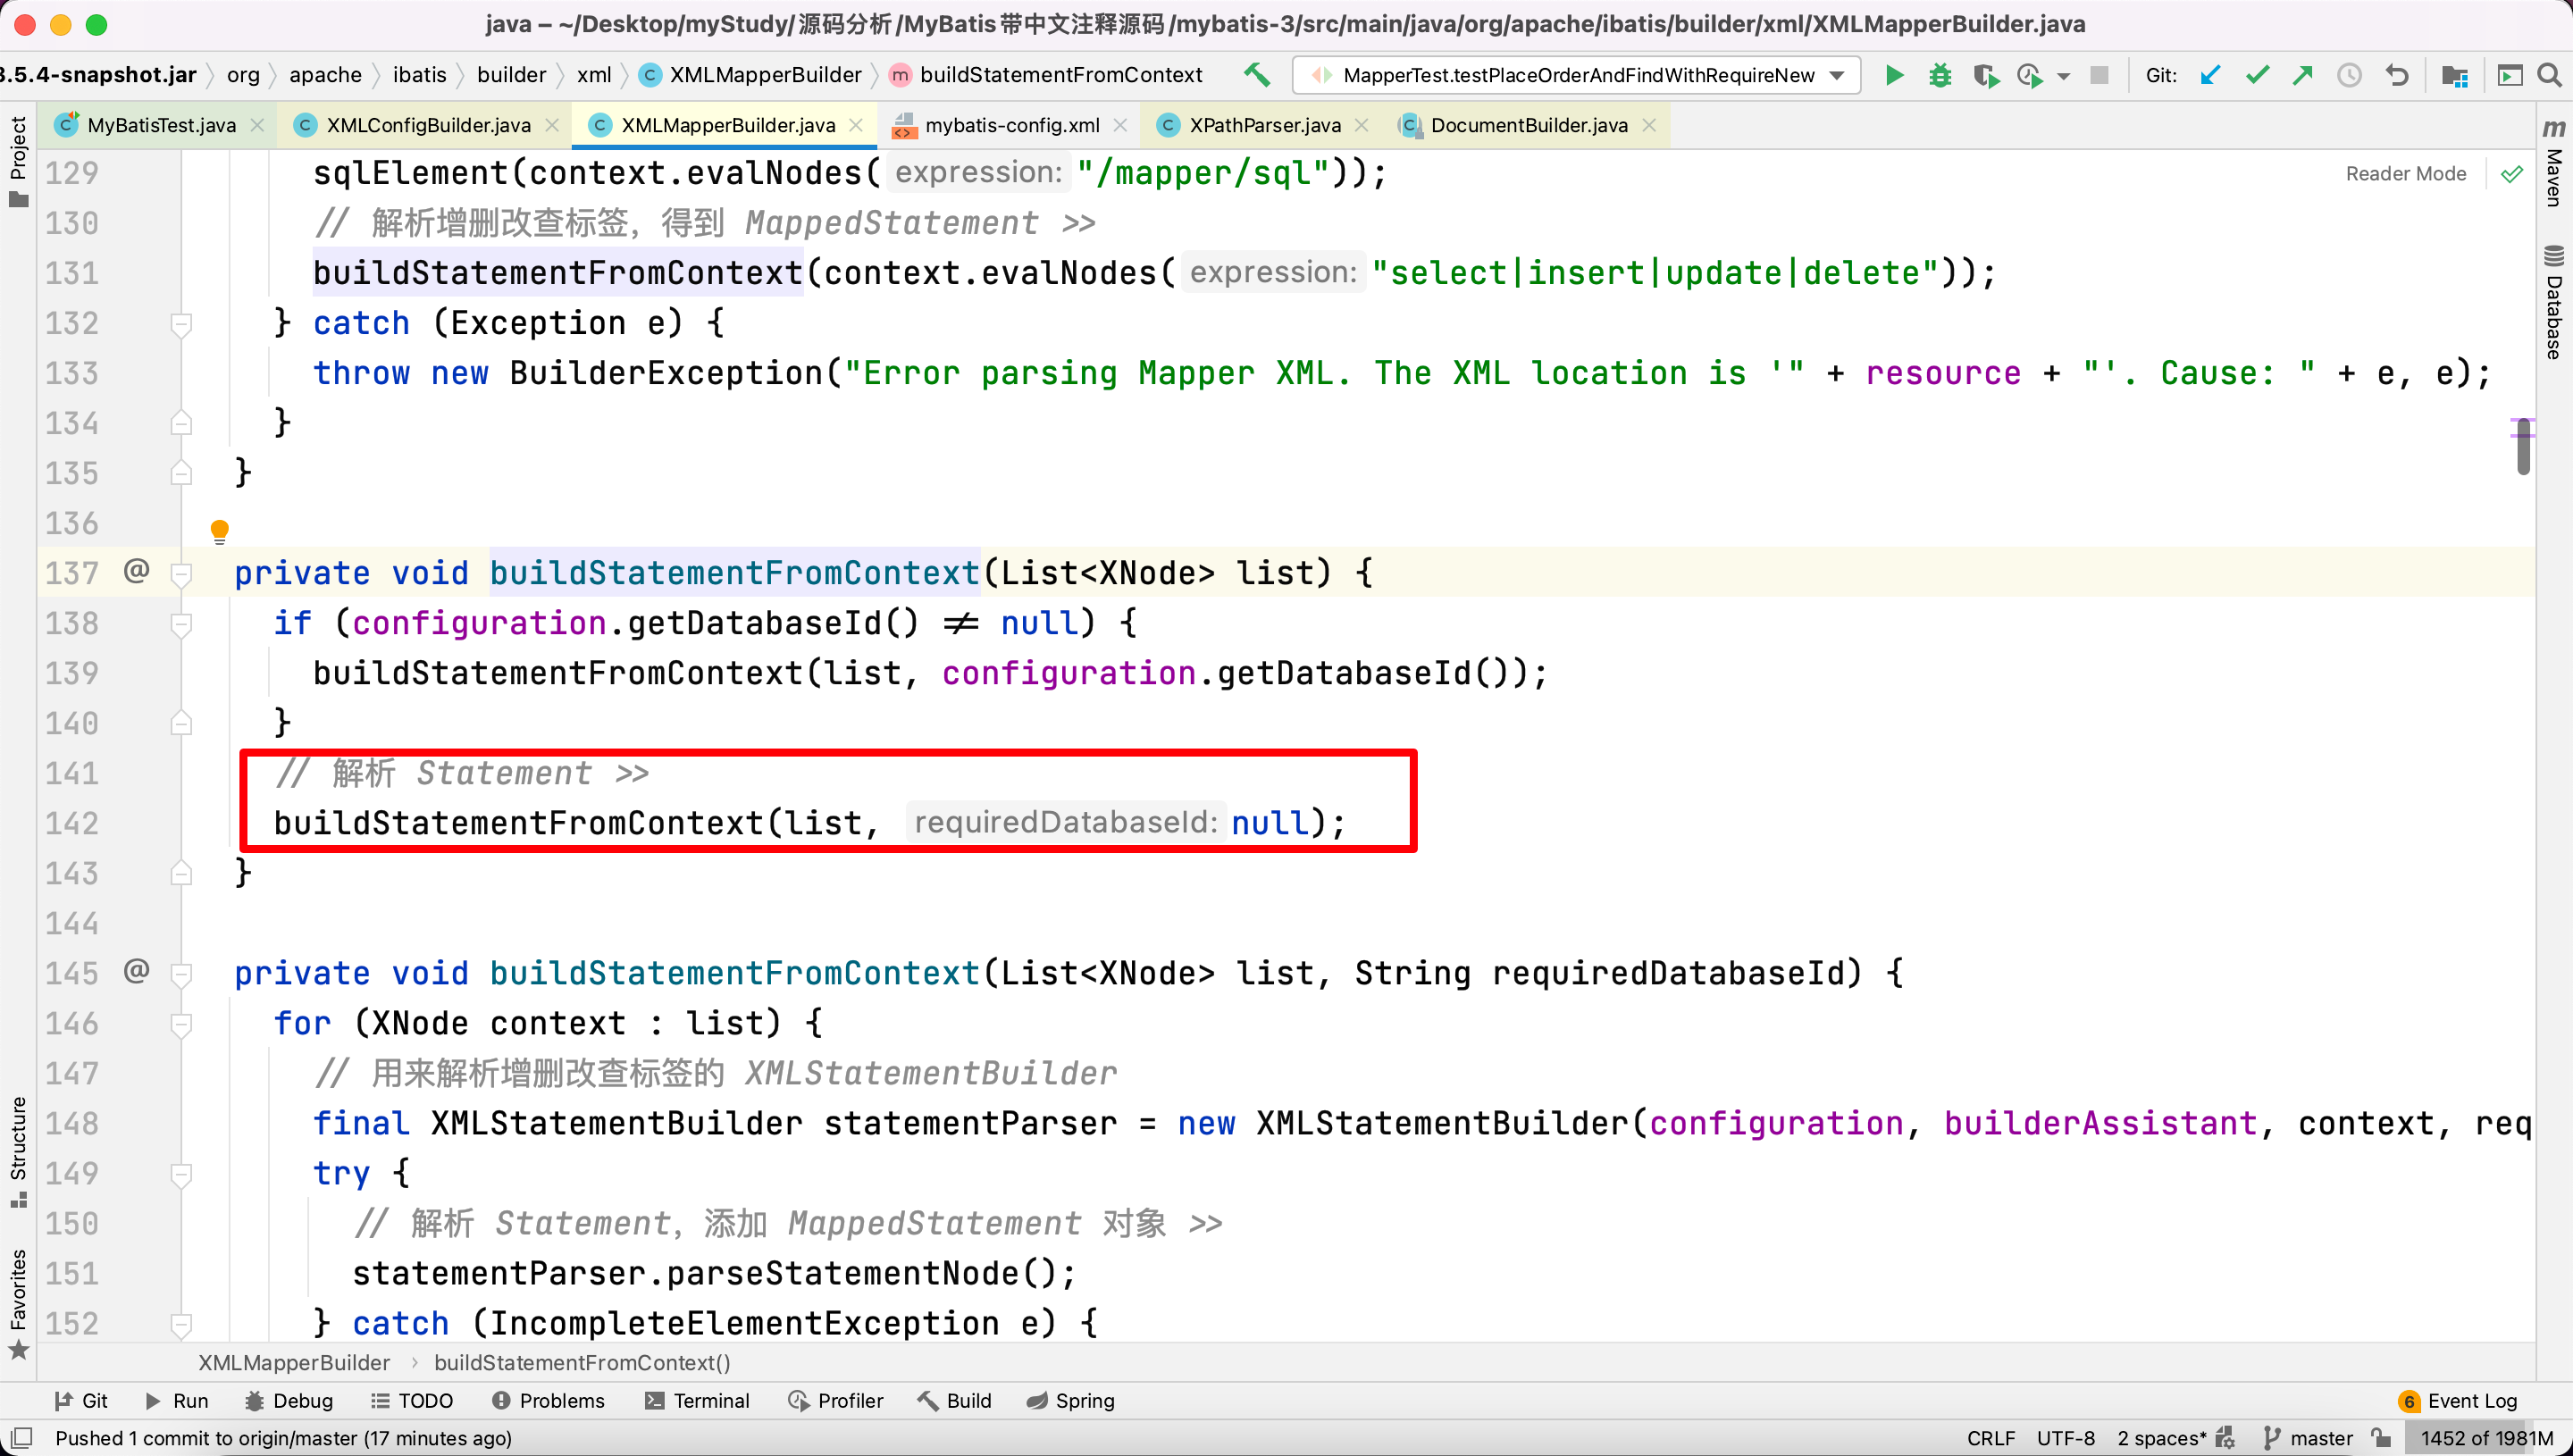 java – ~/Desktop/myStudy/源码分析/MyBatis带中文注释源码/mybatis-3/src/main/java/org/apache/ibatis/builder/xml/XMLMapperBuilder.java
3.5.4-snapshot.jar org apache ibatis builder xml C XMLMapperBuilder m buildStatementFromContext MapperTest.testPlaceOrderAndFindWithRequireNew Git:
MyBatisTest.java XMLConfigBuilder.java XMLMapperBuilder.java mybatis-config.xml XPathParser.java DocumentBuilder.java
Project
Structure
Favorites
Maven
Database
Reader Mode
129 sqlElement(context.evalNodes( expression: "/mapper/sql"));
130 // 解析增删改查标签，得到 MappedStatement >>
131 buildStatementFromContext(context.evalNodes( expression: "select|insert|update|delete"));
132 } catch (Exception e) {
133 throw new BuilderException("Error parsing Mapper XML. The XML location is '" + resource + "'. Cause: " + e, e);
134 }
135 }
136
137 @ private void buildStatementFromContext(List<XNode> list) {
138 if (configuration.getDatabaseId() ≠ null) {
139 buildStatementFromContext(list, configuration.getDatabaseId());
140 }
141 // 解析 Statement >>
142 buildStatementFromContext(list, requiredDatabaseId: null);
143 }
144
145 @ private void buildStatementFromContext(List<XNode> list, String requiredDatabaseId) {
146 for (XNode context : list) {
147 // 用来解析增删改查标签的 XMLStatementBuilder
148 final XMLStatementBuilder statementParser = new XMLStatementBuilder(configuration, builderAssistant, context, req
149 try {
150 // 解析 Statement，添加 MappedStatement 对象 >>
151 statementParser.parseStatementNode();
152 } catch (IncompleteElementException e) {
XMLMapperBuilder › buildStatementFromContext()
Git Run Debug TODO Problems Terminal Profiler Build Spring 6 Event Log
Pushed 1 commit to origin/master (17 minutes ago) CRLF UTF-8 2 spaces* master 1452 of 1981M